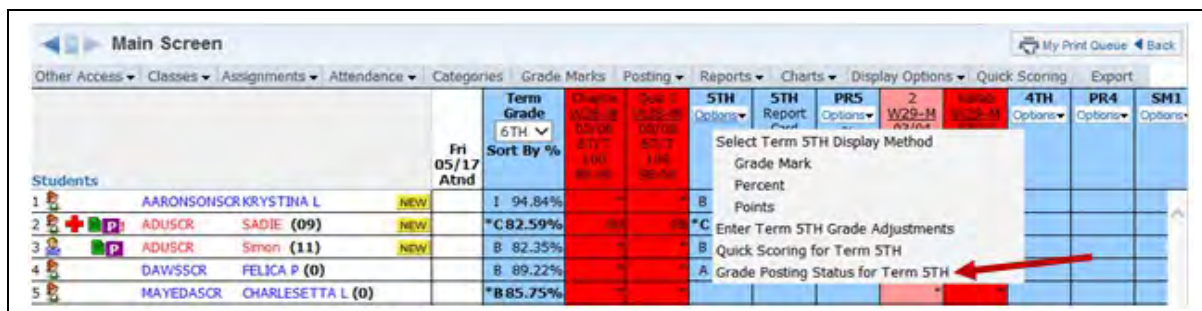 Main Screen
My Print Queue Back
Other Access Classes Assignments Attendance Categories Grade Marks Posting Reports Charts Display Options Quick Scoring Export
Students
Fri
05/17
Atnd
Term
Grade
6TH
Sort By %
5TH
Options
5TH
Report
PR5
Options
2
W29-M
4TH
Options
PR4
Options
SM1
Options
Select Term 5TH Display Method
Grade Mark
Percent
Points
Enter Term 5TH Grade Adjustments
Quick Scoring for Term 5TH
Grade Posting Status for Term 5TH
1 AARONSONSCR KRYSTINA L NEW I 94.84% B
2 P ADUSCR SADIE (09) NEW *C 82.59% *C
3 P ADUSCR Simon (11) NEW B 82.35% B
4 DAWSSCR FELICA P (0) B 89.22% A
5 MAYEDASCR CHARLESETTA L (0) *B 85.75%